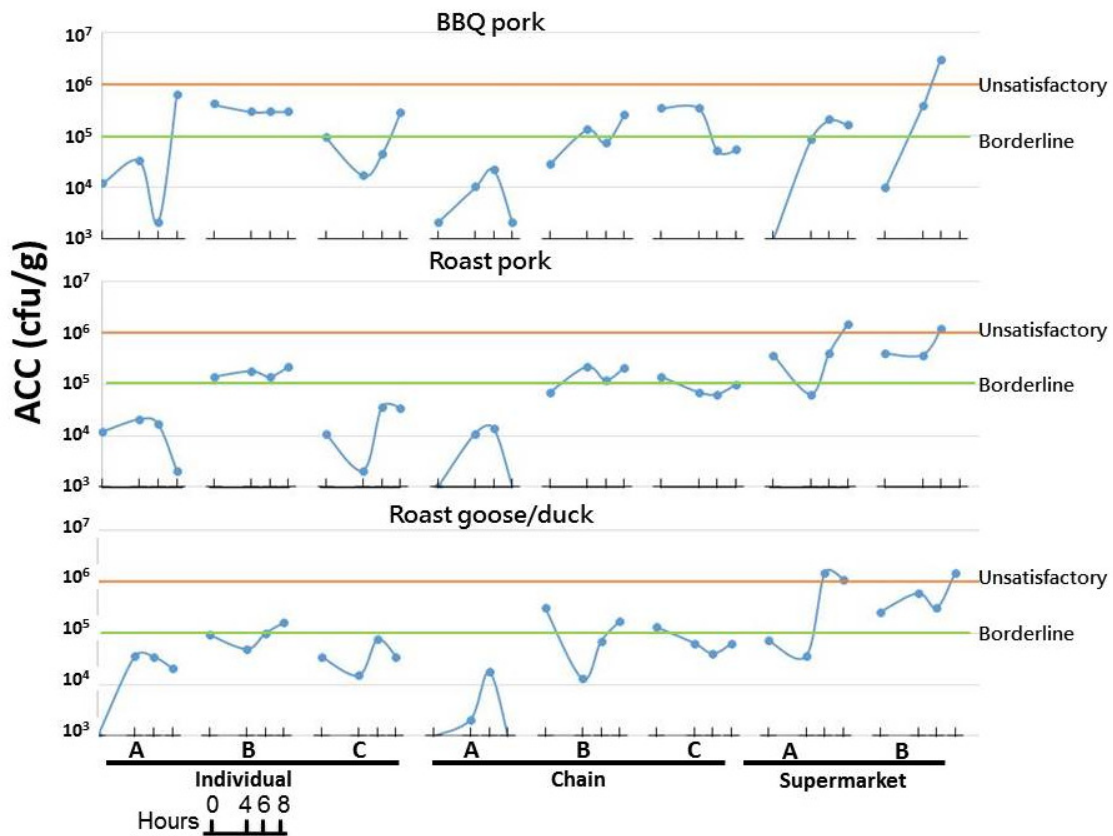 BBQ pork
10⁷
10⁶ Unsatisfactory
10⁵ Borderline
10⁴
10³
ACC (cfu/g)
Roast pork
10⁷
10⁶ Unsatisfactory
10⁵ Borderline
10⁴
10³
Roast goose/duck
10⁷
10⁶ Unsatisfactory
10⁵ Borderline
10⁴
10³
A B C A B C A B
Individual Chain Supermarket
0 4 6 8
Hours